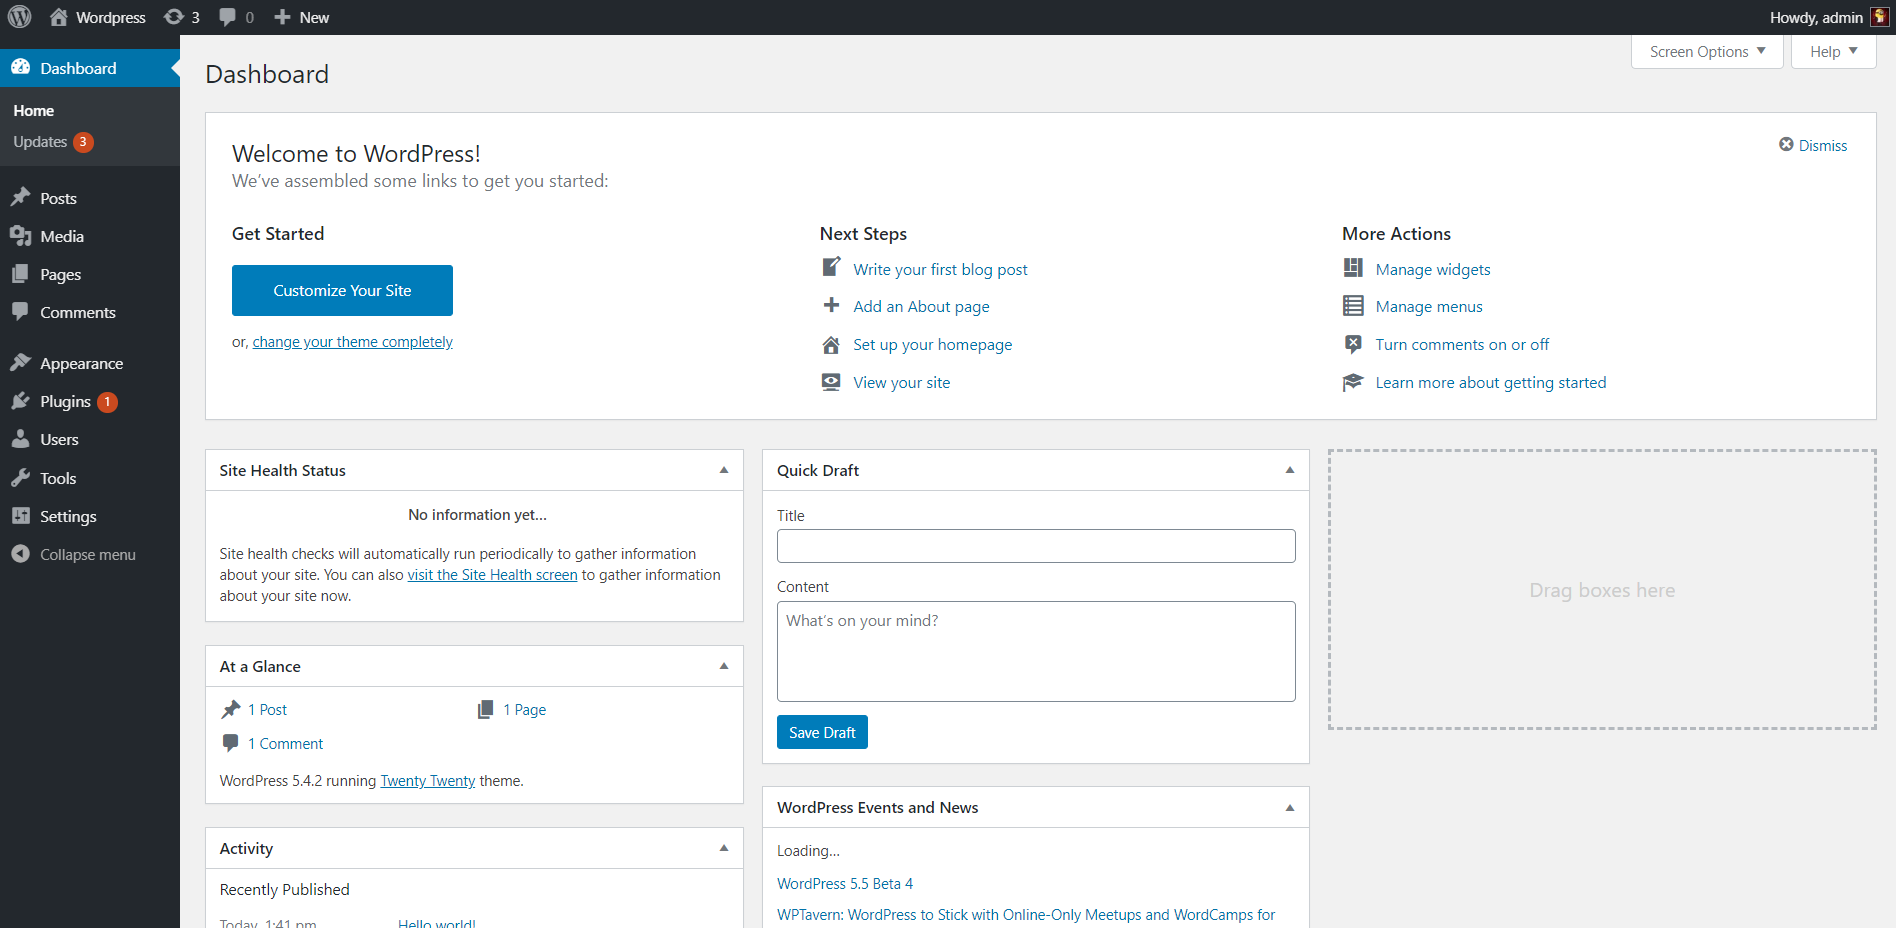 Wordpress 3 0 New Howdy, admin
Dashboard
Home
Updates 3
Posts
Media
Pages
Comments
Appearance
Plugins 1
Users
Tools
Settings
Collapse menu
Screen Options Help
Dashboard
Welcome to WordPress!
We've assembled some links to get you started:
Dismiss
Get Started
Customize Your Site
or, change your theme completely
Next Steps
Write your first blog post
Add an About page
Set up your homepage
View your site
More Actions
Manage widgets
Manage menus
Turn comments on or off
Learn more about getting started
Site Health Status
No information yet...
Site health checks will automatically run periodically to gather information
about your site. You can also visit the Site Health screen to gather information
about your site now.
At a Glance
1 Post 1 Page
1 Comment
WordPress 5.4.2 running Twenty Twenty theme.
Activity
Recently Published
Today, 1:41 pm Hello world!
Quick Draft
Title
Content
What's on your mind?
Save Draft
WordPress Events and News
Loading...
WordPress 5.5 Beta 4
WPTavern: WordPress to Stick with Online-Only Meetups and WordCamps for
Drag boxes here